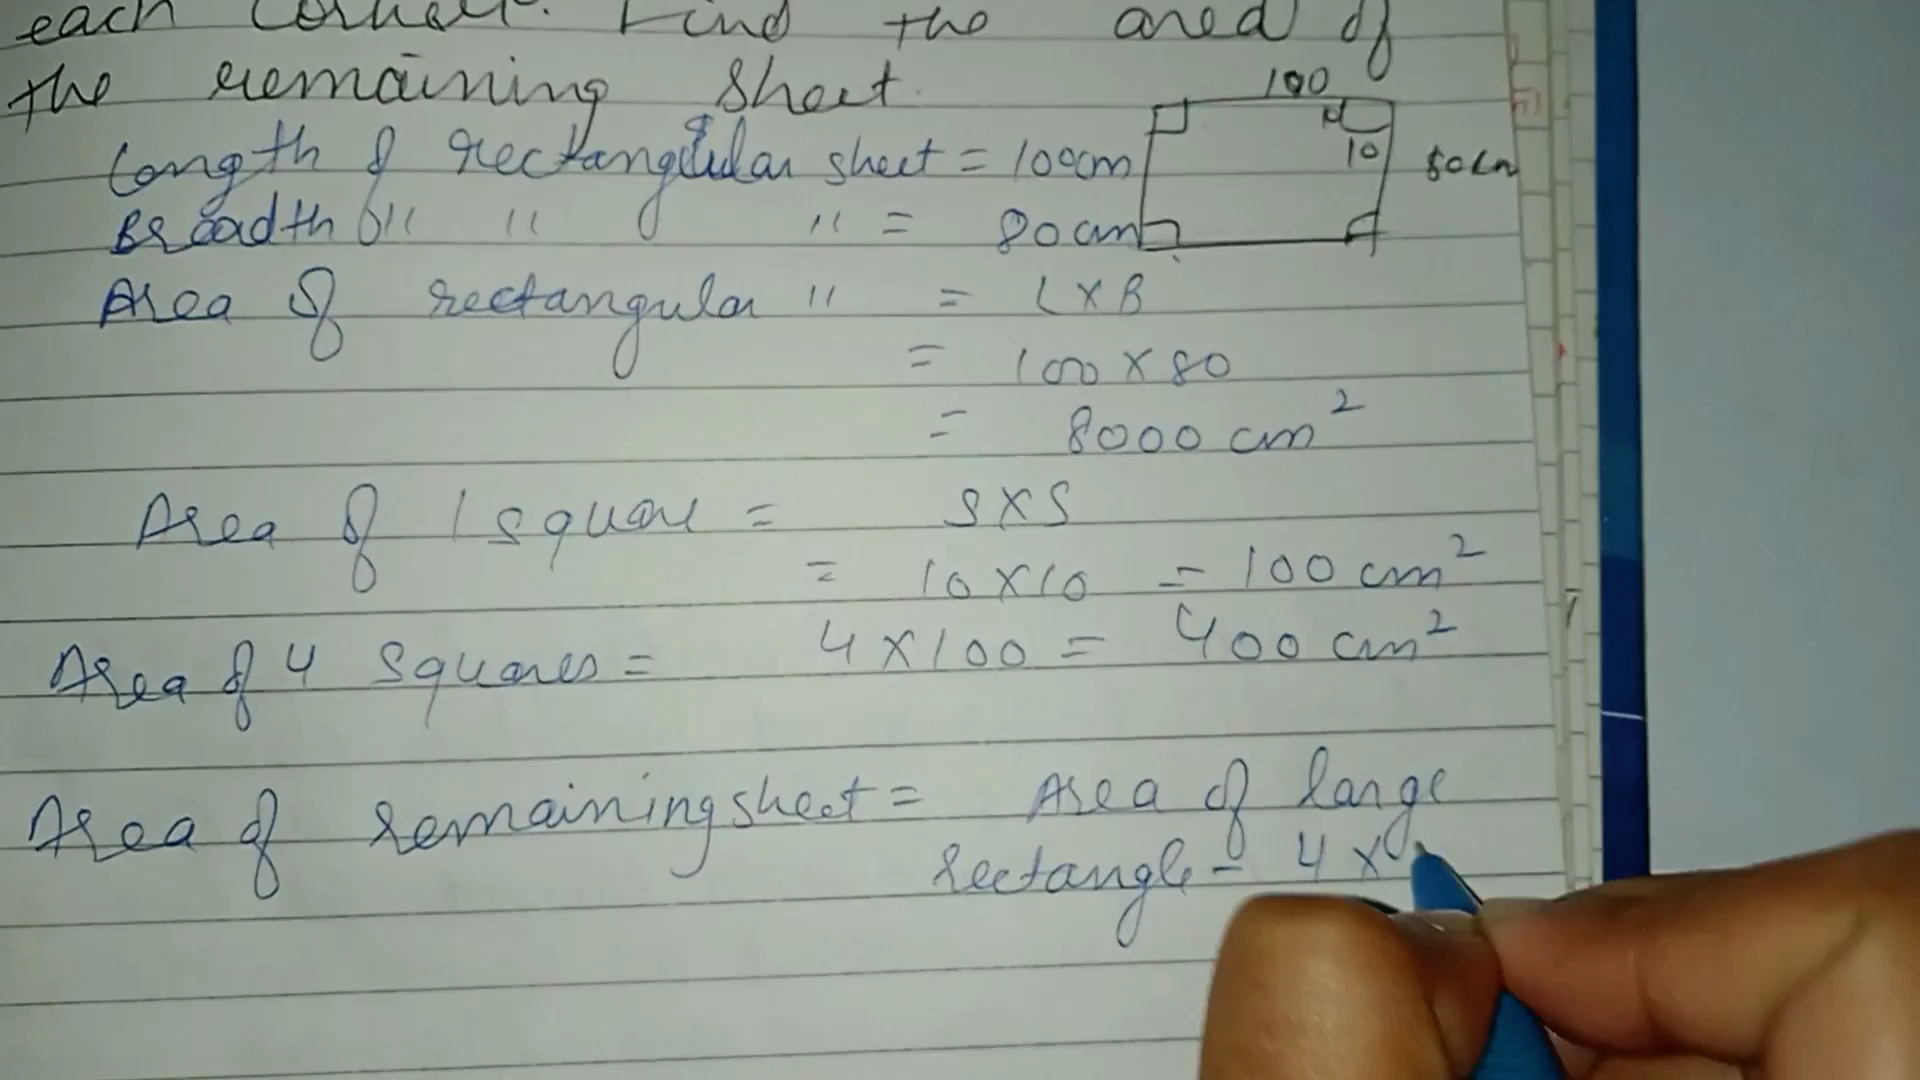 each corner. Find the area of
the remaining sheet.
100
10
10
80cm
Length of rectangular sheet = 100cm
Breadth of " " " = 80cm
Area of rectangular " = L X B
= 100 X 80
= 8000 cm²
Area of 1 square = S X S
= 10 X 10 = 100 cm²
Area of 4 squares = 4 X 100 = 400 cm²
Area of remaining sheet = Area of large
rectangle - 4 X